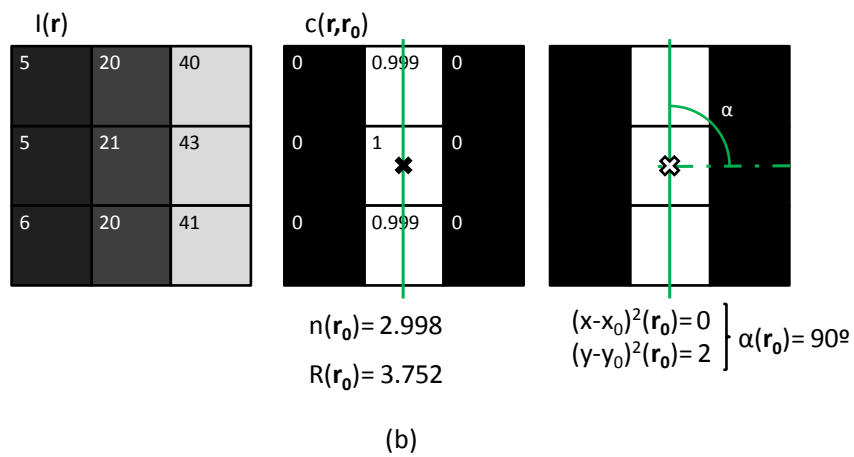 I(r) c(r,r₀)
5 20 40 0 0.999 0
α
5 21 43 0 1 0
6 20 41 0 0.999 0
n(r₀)= 2.998
(x-x₀)²(r₀)= 0
(y-y₀)²(r₀)= 2
α(r₀)= 90º
R(r₀)= 3.752
(b)